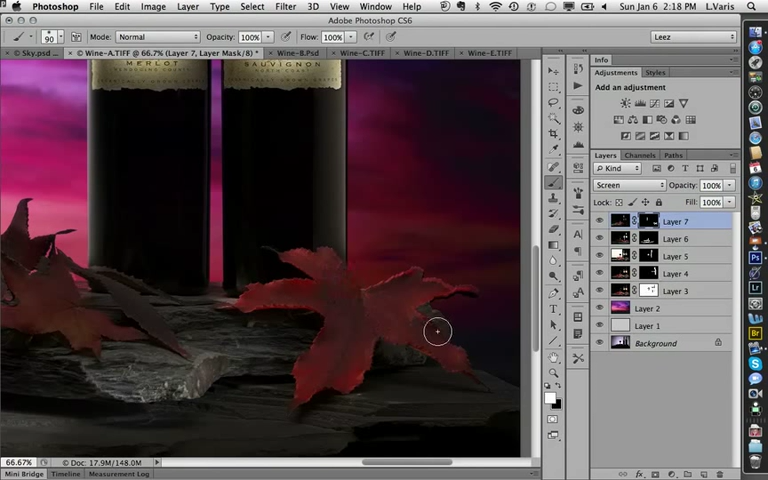 Photoshop File Edit Image Layer Type Select Filter 3D View Window Help Sun Jan 6 2:18 PM L.Varis
Adobe Photoshop CS6
90 Mode: Normal Opacity: 100% Flow: 100% Leez
× Sky.psd ... × © Wine-A.TIFF @ 66.7% (Layer 7, Layer Mask/8) * × Wine-B.Psd × Wine-C.TIFF × Wine-D.TIFF × Wine-E.TIFF
MERLOT
SAUVIGNON
NORTH COAST
Info
Adjustments Styles
Add an adjustment
Layers Channels Paths
Kind
Screen Opacity: 100%
Lock: Fill: 100%
Layer 7
Layer 6
Layer 5
Layer 4
Layer 3
Layer 2
Layer 1
Background
66.67% © Doc: 17.9M/148.0M
Mini Bridge Timeline Measurement Log